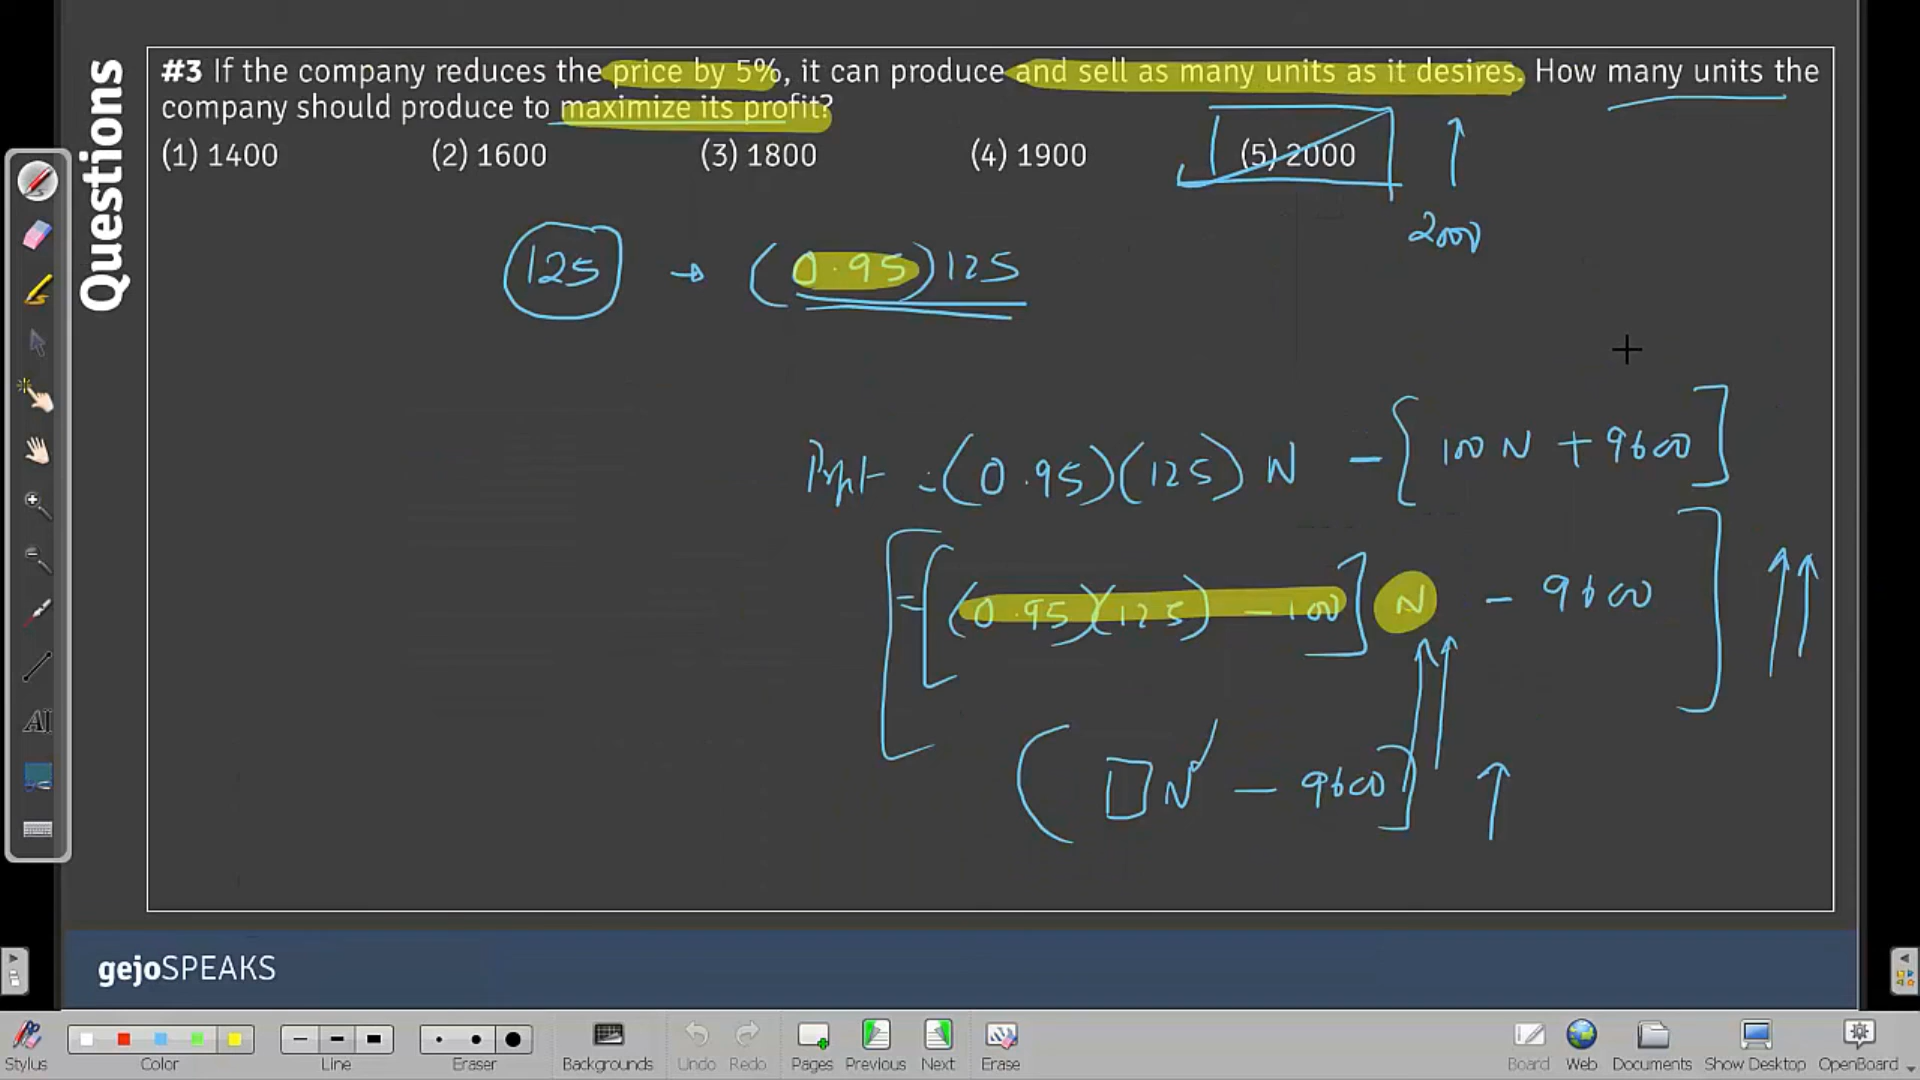 Questions
#3 If the company reduces the price by 5%, it can produce and sell as many units as it desires. How many units the
company should produce to maximize its profit?
(1) 1400 (2) 1600 (3) 1800 (4) 1900 (5) 2000
2000
125 → (0.95)125
= (0.95)(125) N - [100 N + 9600]
= [(0.95)(125) - 100] N - 9600
( □ N - 9600 ]
gejoSPEAKS
AI
Stylus Color Line Eraser Backgrounds Undo Redo Pages Previous Next Erase Board Web Documents Show Desktop OpenBoard